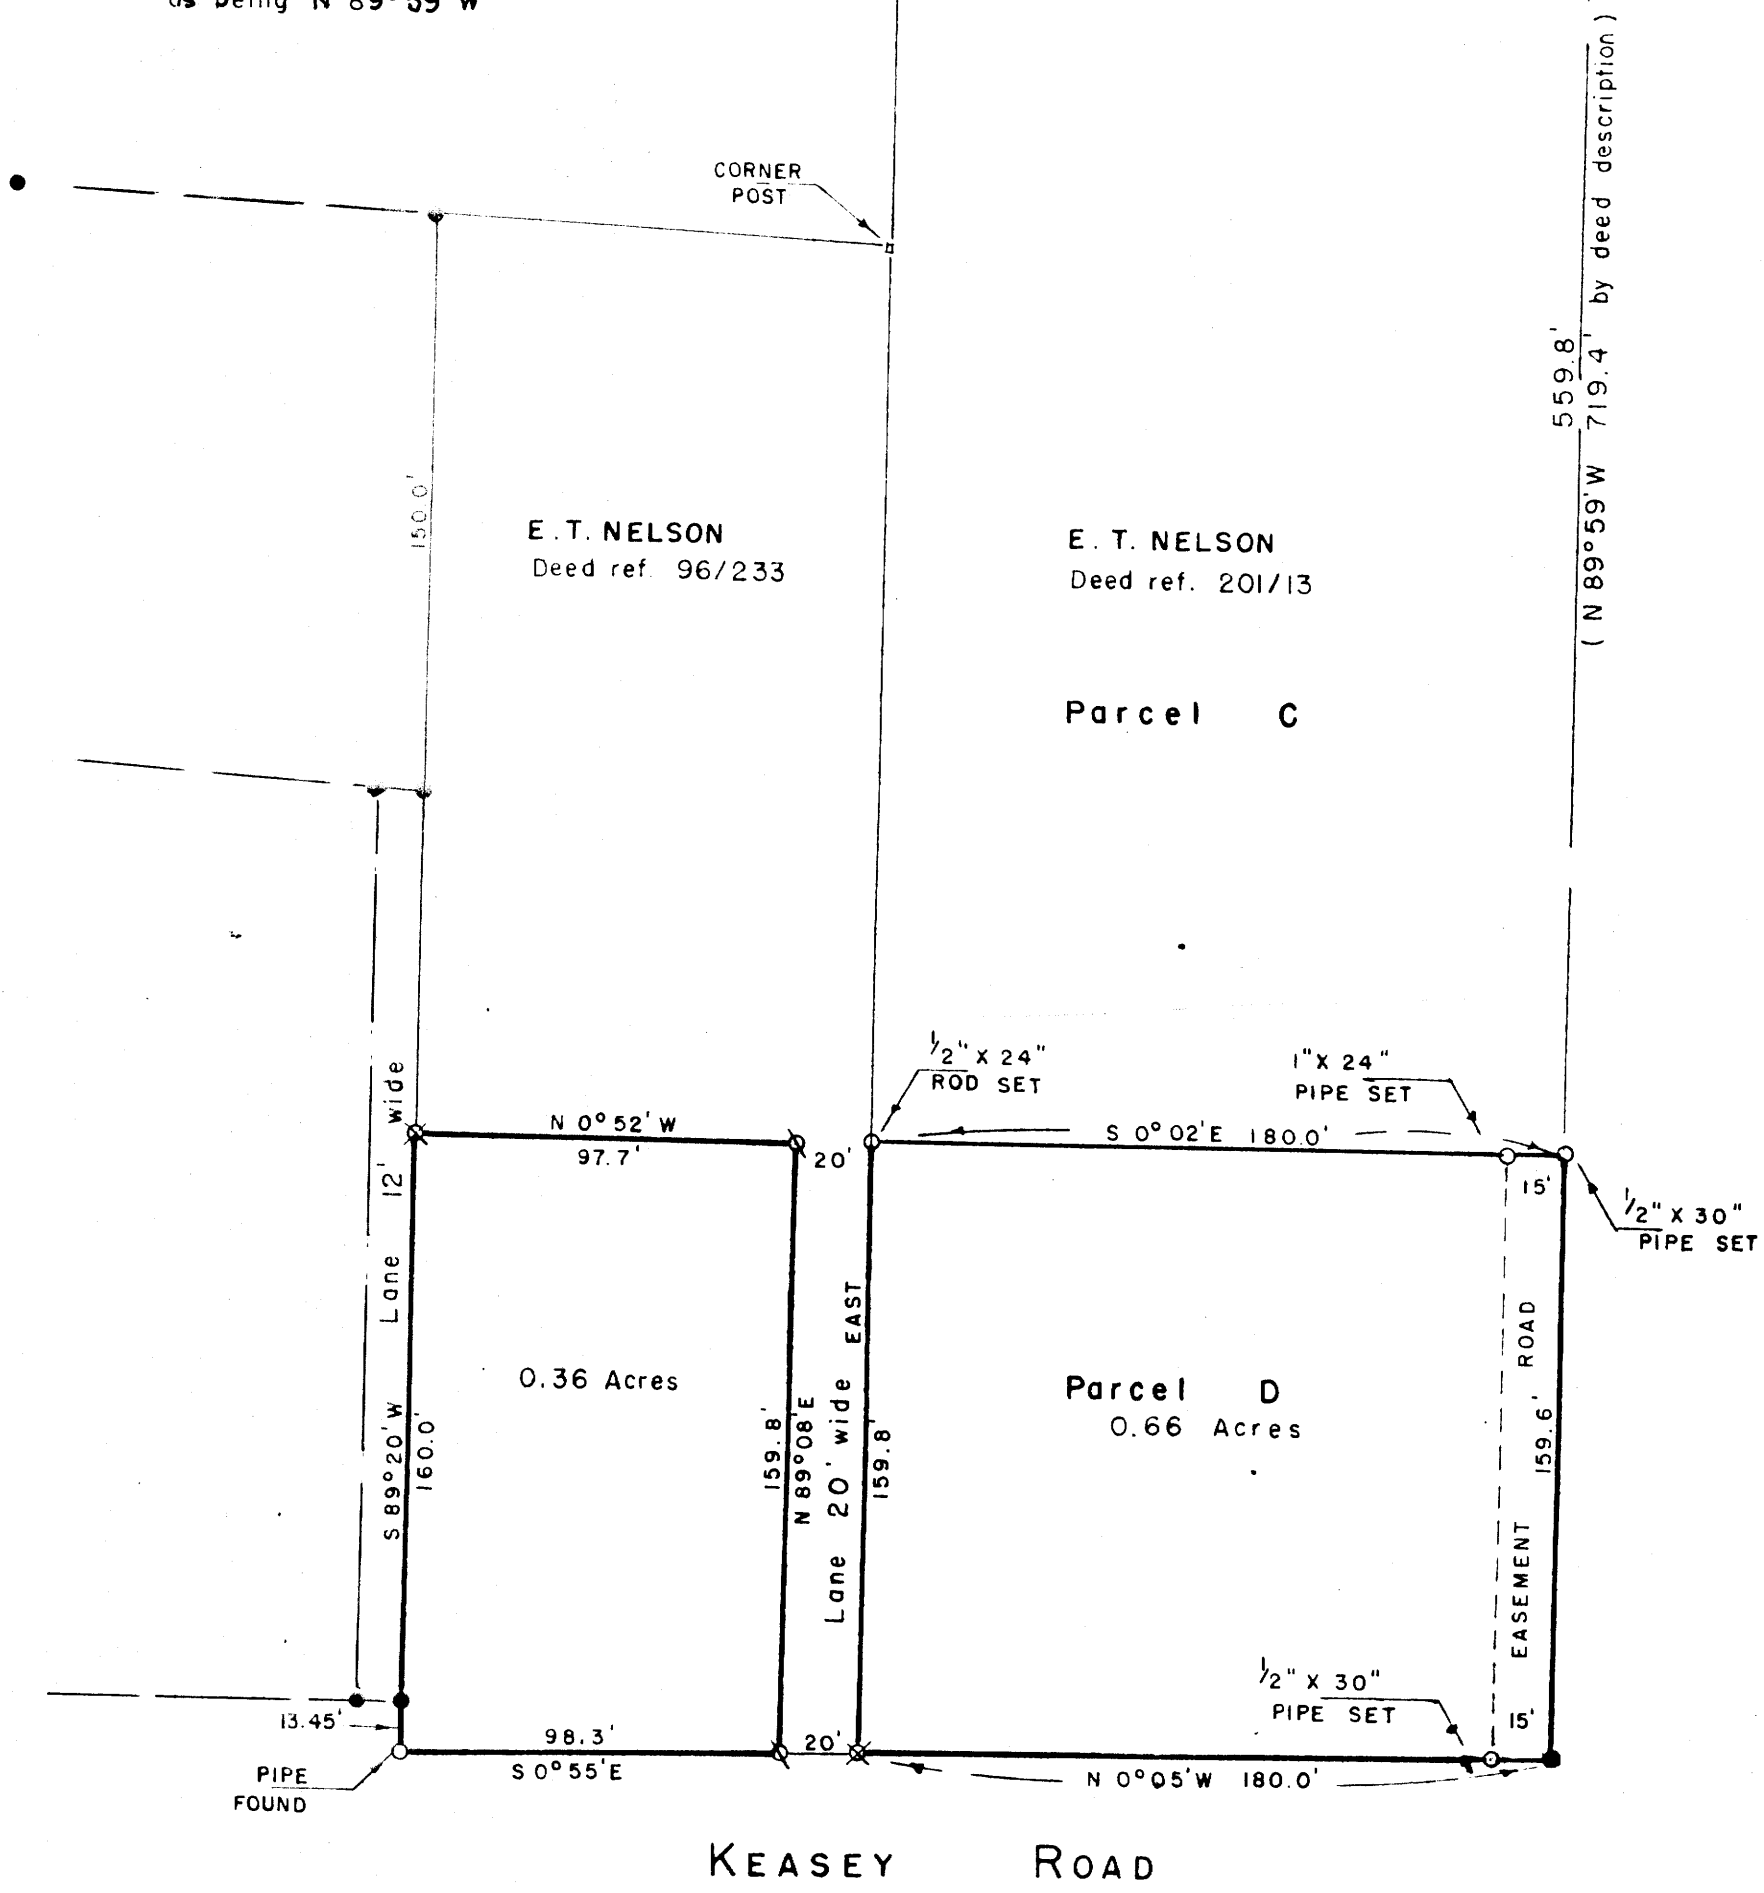 as being N 89°59' W
CORNER
POST
559.8'
( N 89°59' W 719.4' by deed description )
150.0'
E. T. NELSON
Deed ref. 96/233
E. T. NELSON
Deed ref. 201/13
Parcel C
1/2" X 24"
ROD SET
1" X 24"
PIPE SET
N 0° 52' W
97.7'
20'
S 0° 02' E 180.0'
15'
1/2" X 30"
PIPE SET
Lane 12' wide
S 89° 20' W
160.0'
0.36 Acres
159.8'
N 89° 08' E
Lane 20' wide EAST
159.8'
Parcel D
0.66 Acres
EASEMENT ROAD
159.6'
1/2" X 30"
PIPE SET
15'
13.45'
98.3'
S 0° 55' E
20'
N 0° 05' W 180.0'
PIPE
FOUND
KEASEY ROAD